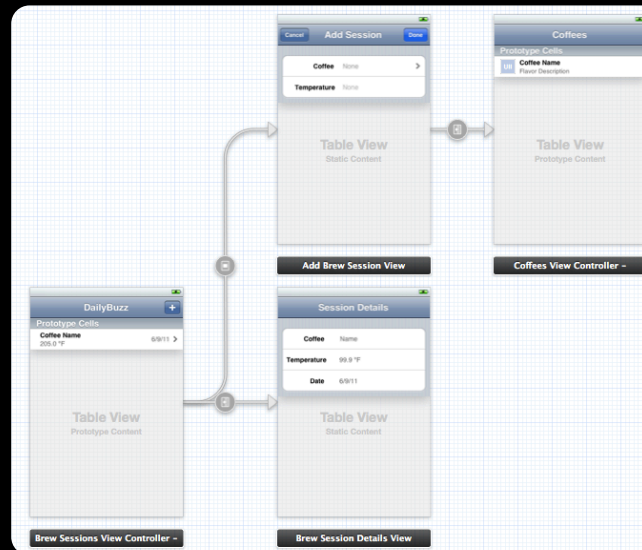 Cancel
Add Session
Done
Coffee None
Temperature None
Table View
Static Content
Add Brew Session View
Coffees
Prototype Cells
UII
Coffee Name
Flavor Description
Table View
Prototype Content
Coffees View Controller –
DailyBuzz
+
Prototype Cells
Coffee Name
205.0 °F
6/9/11
Table View
Prototype Content
Brew Sessions View Controller –
Session Details
Coffee Name
Temperature 99.9 °F
Date 6/9/11
Table View
Static Content
Brew Session Details View